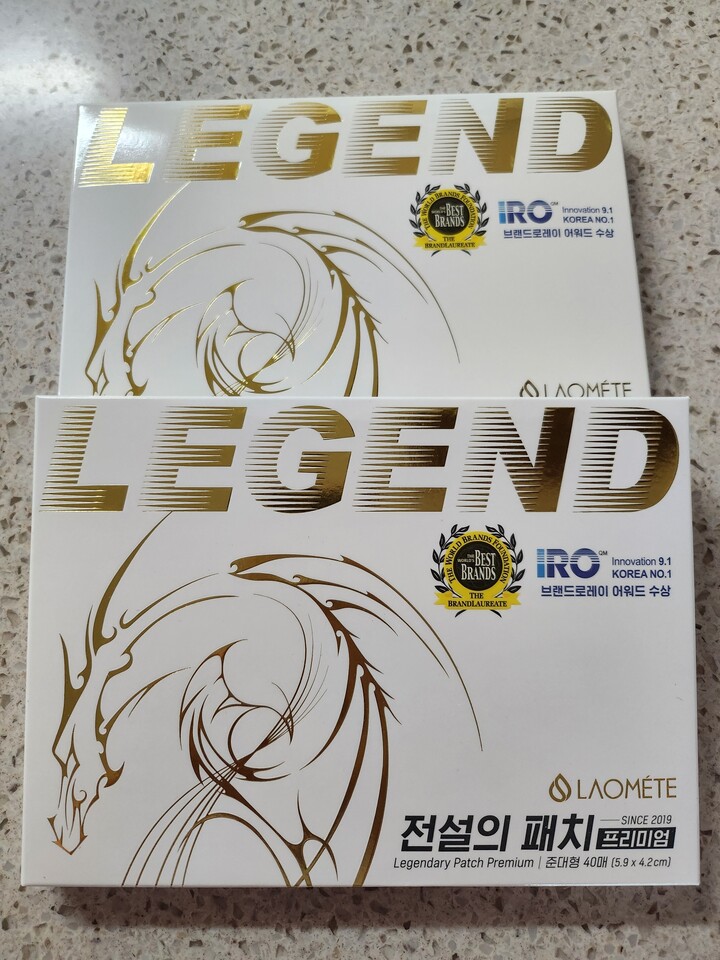 LEGEND
THE WORLD BRANDS FOUNDATION
THE WORLD'S BEST BRANDS
THE BRANDLAUREATE
IRO QM
Innovation 9.1
KOREA NO.1
브랜드로레이 어워드 수상
LAOMÉTE
LEGEND
THE WORLD BRANDS FOUNDATION
THE WORLD'S BEST BRANDS
THE BRANDLAUREATE
IRO QM
Innovation 9.1
KOREA NO.1
브랜드로레이 어워드 수상
LAOMÉTE
SINCE 2019
전설의 패치 프리미엄
Legendary Patch Premium | 준대형 40매 (5.9 x 4.2cm)